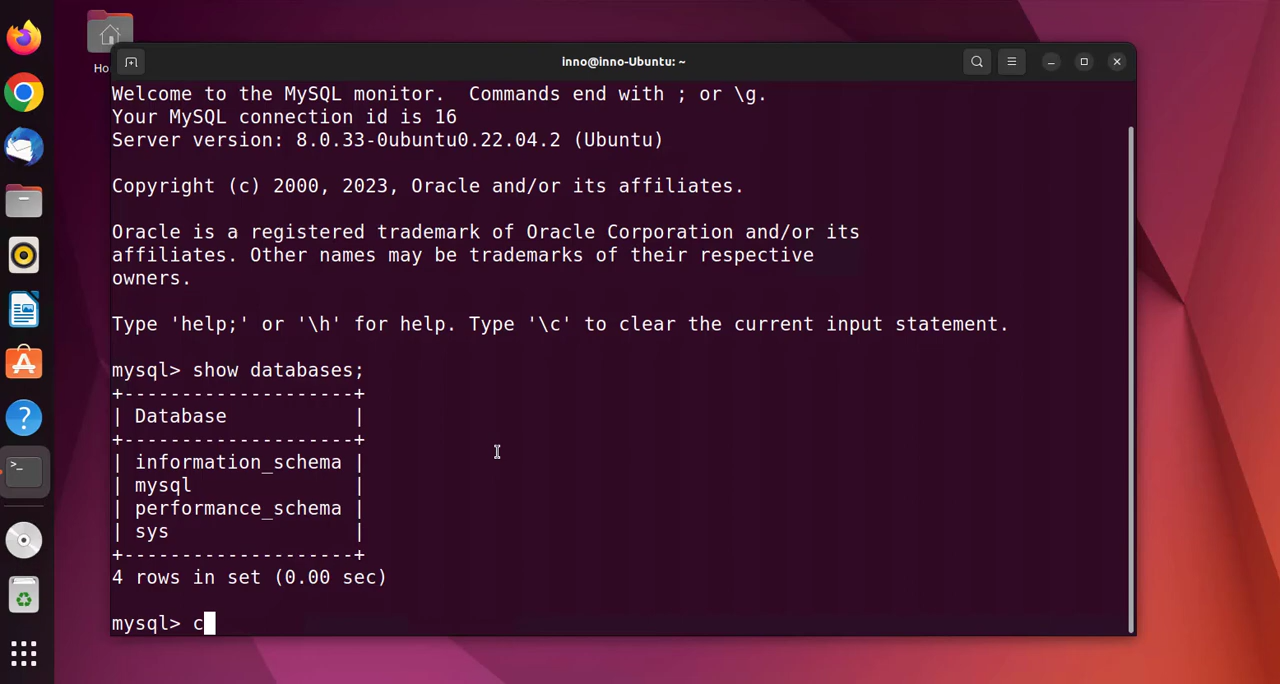 Ho
inno@inno-Ubuntu: ~
Welcome to the MySQL monitor.  Commands end with ; or \g.
Your MySQL connection id is 16
Server version: 8.0.33-0ubuntu0.22.04.2 (Ubuntu)
Copyright (c) 2000, 2023, Oracle and/or its affiliates.
Oracle is a registered trademark of Oracle Corporation and/or its
affiliates. Other names may be trademarks of their respective
owners.
Type 'help;' or '\h' for help. Type '\c' to clear the current input statement.
mysql> show databases;
+--------------------+
| Database           |
+--------------------+
| information_schema |
| mysql              |
| performance_schema |
| sys                |
+--------------------+
4 rows in set (0.00 sec)
mysql> c